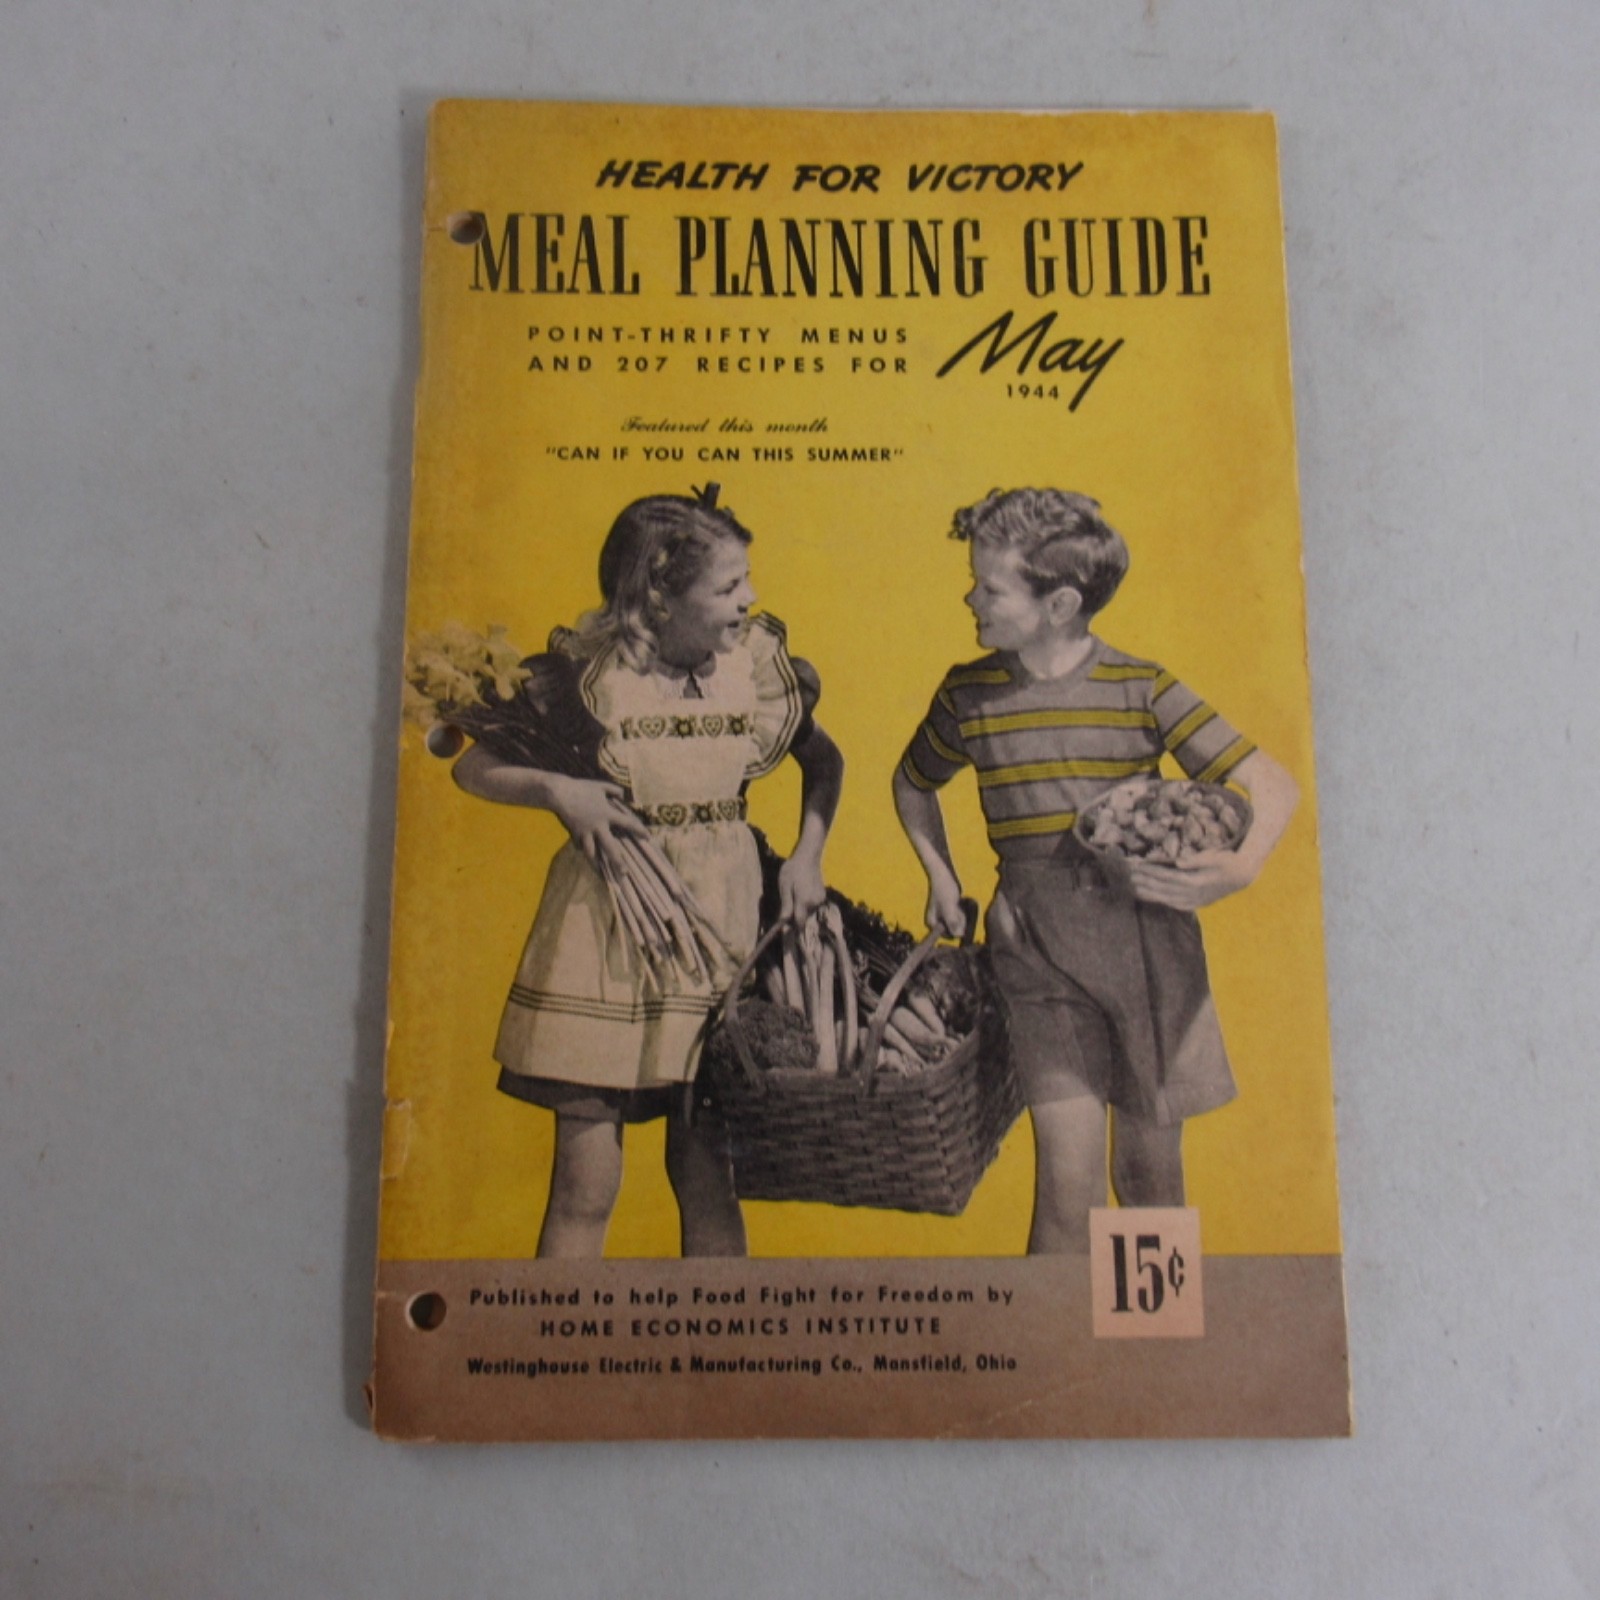 HEALTH FOR VICTORY
MEAL PLANNING GUIDE
POINT-THRIFTY MENUS
AND 207 RECIPES FOR
May
1944
Featured this month
"CAN IF YOU CAN THIS SUMMER"
15¢
Published to help Food Fight for Freedom by
HOME ECONOMICS INSTITUTE
Westinghouse Electric & Manufacturing Co., Mansfield, Ohio